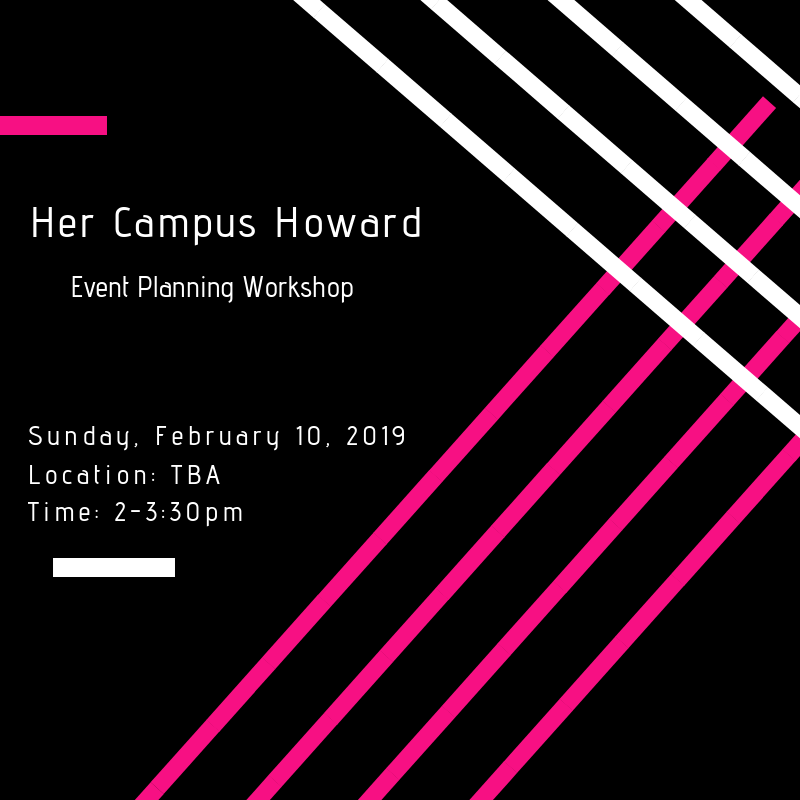 Her Campus Howard
Event Planning Workshop
Sunday, February 10, 2019
Location: TBA
Time: 2-3:30pm